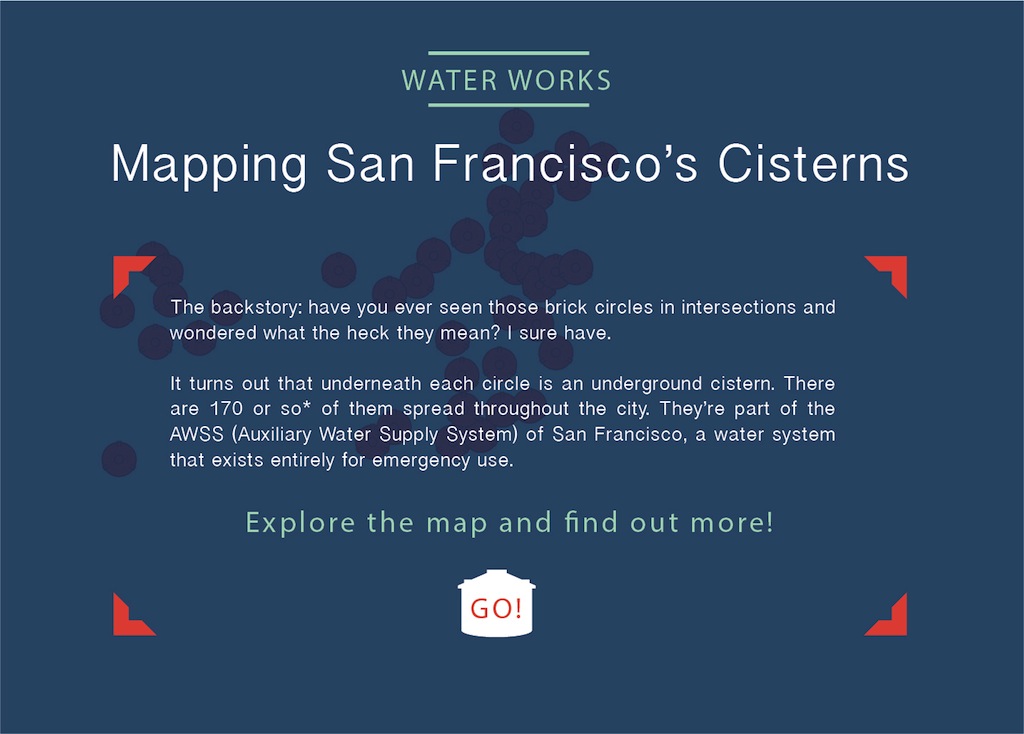 WATER WORKS
Mapping San Francisco's Cisterns
The backstory: have you ever seen those brick circles in intersections and
wondered what the heck they mean? I sure have.
It turns out that underneath each circle is an underground cistern. There
are 170 or so* of them spread throughout the city. They're part of the
AWSS (Auxiliary Water Supply System) of San Francisco, a water system
that exists entirely for emergency use.
Explore the map and find out more!
GO!